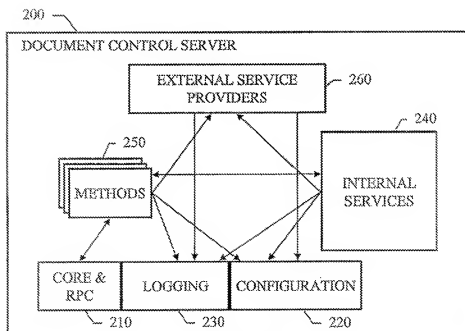 200
DOCUMENT CONTROL SERVER
EXTERNAL SERVICE
PROVIDERS
260
240
250
METHODS
INTERNAL
SERVICES
CORE &
RPC
LOGGING
CONFIGURATION
210
230
220